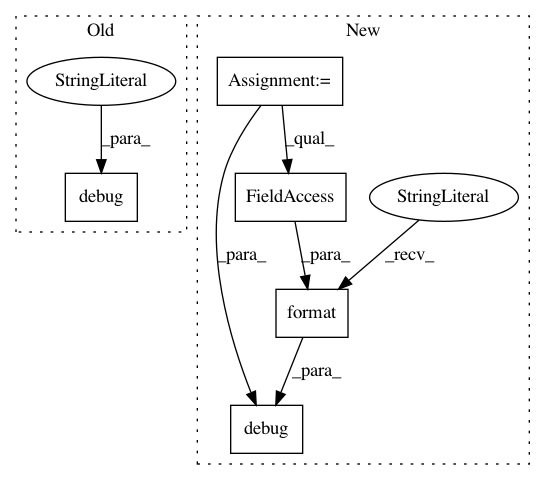 Old
New
StringLiteral
Assignment:=
_para_
_qual_
debug
FieldAccess
StringLiteral
_para_
_para_
_recv_
format
_para_
debug